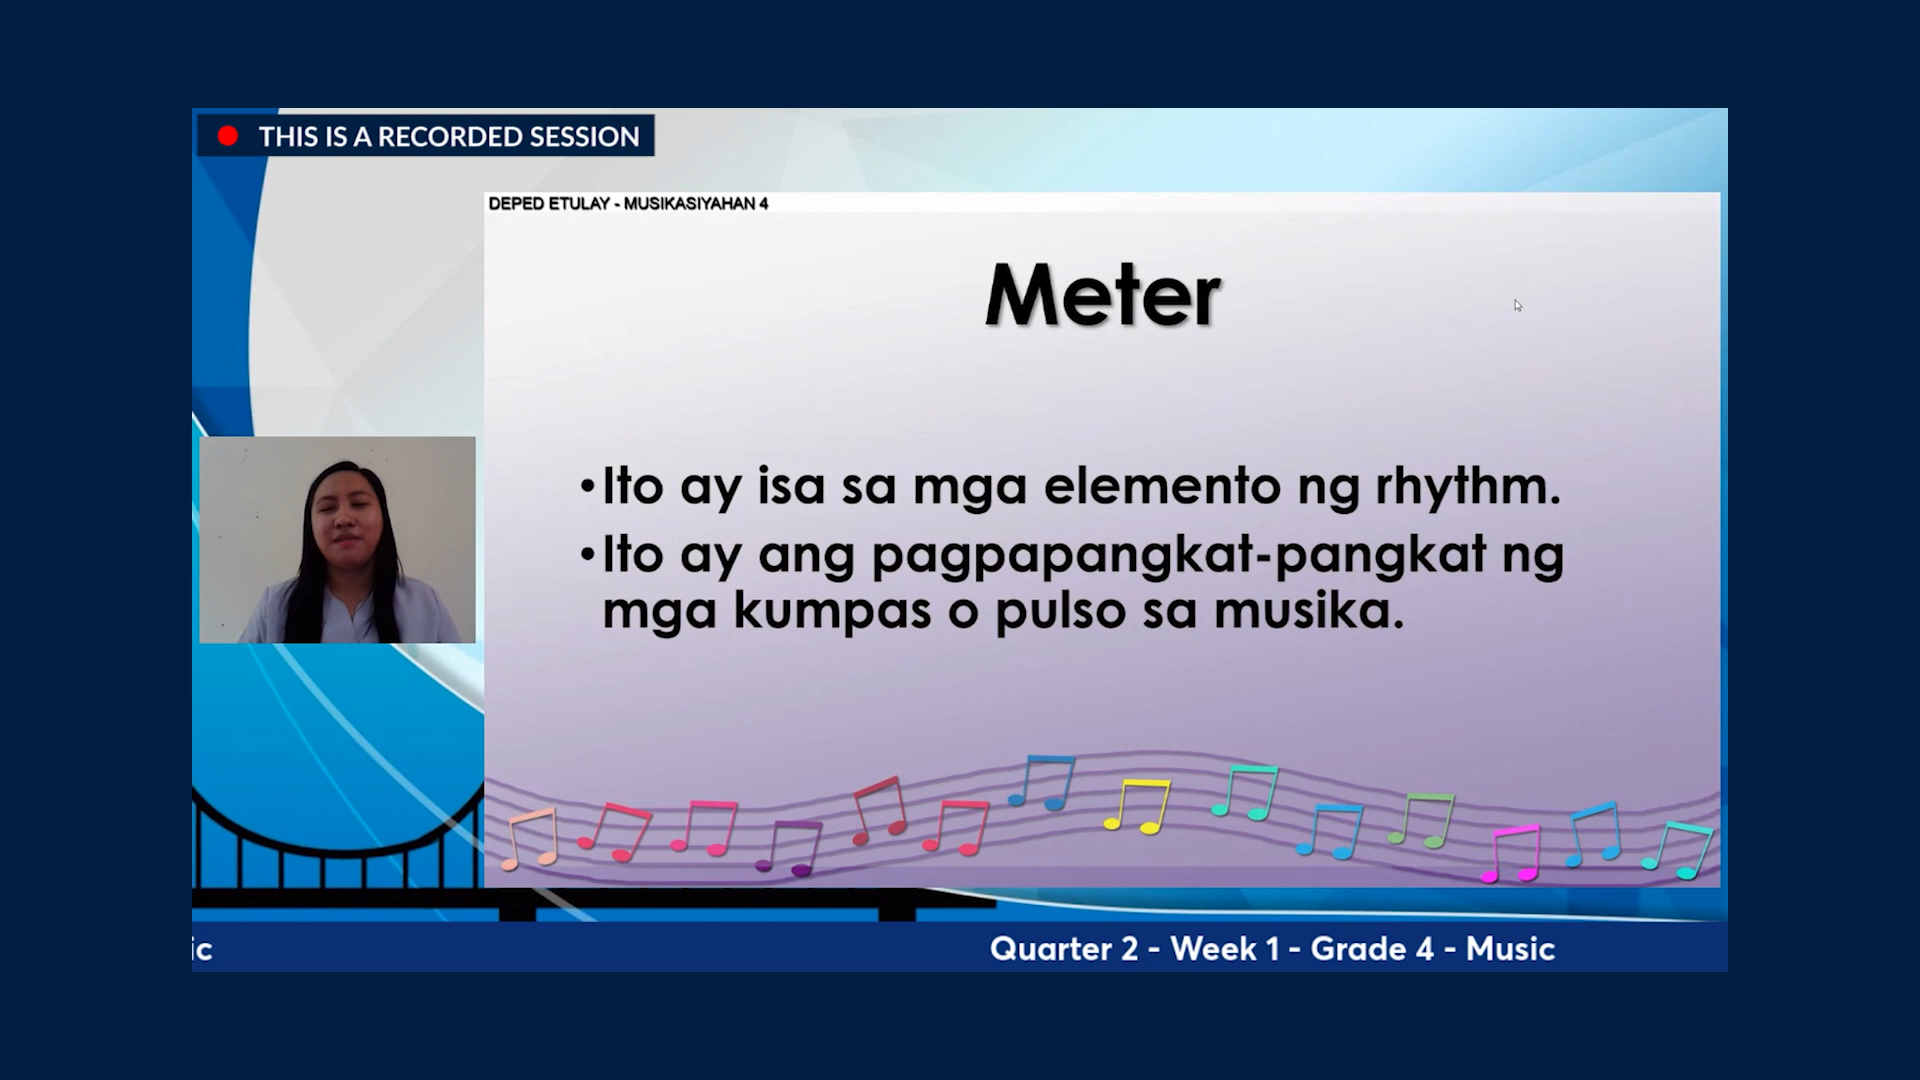 THIS IS A RECORDED SESSION
DEPED ETULAY - MUSIKASIYAHAN 4
Meter
•Ito ay isa sa mga elemento ng rhythm.
•Ito ay ang pagpapangkat-pangkat ng
mga kumpas o pulso sa musika.
ic Quarter 2 - Week 1 - Grade 4 - Music